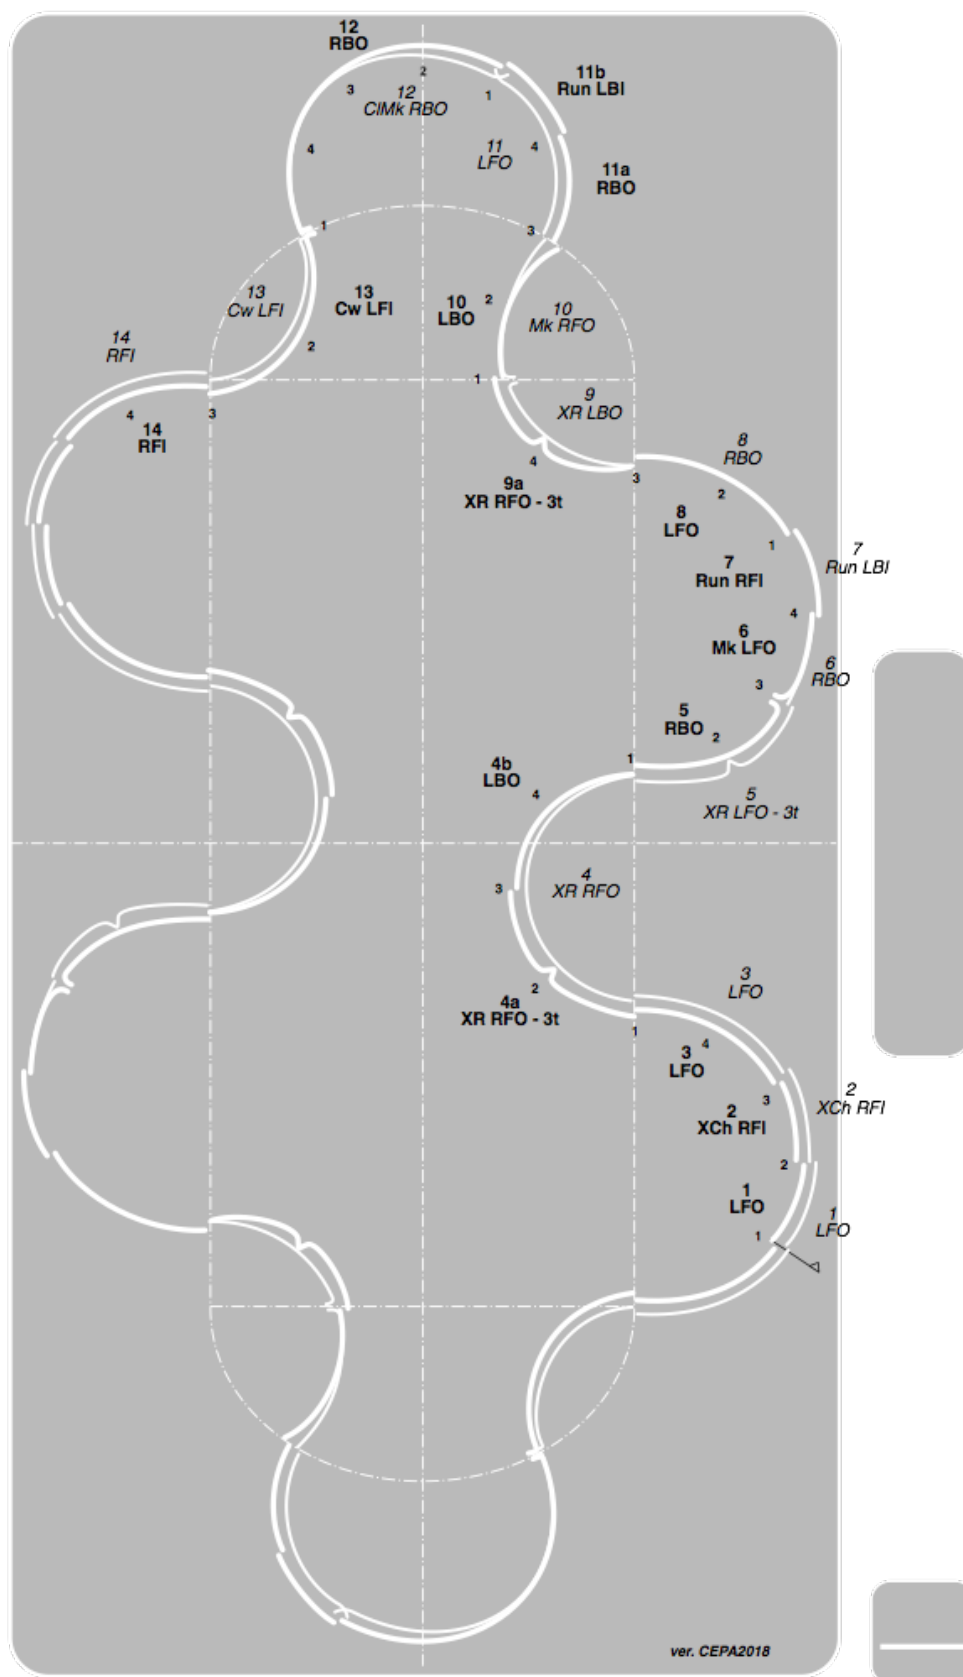 12
RBO
2
11b
Run LBI
3
12
ClMk RBO
1
4
11
LFO
4
11a
RBO
1
3
13
Cw LFI
13
Cw LFI
10
LBO
2
10
Mk RFO
14
RFI
2
1
9
XR LBO
4
3
14
RFI
8
RBO
4
9a
XR RFO - 3t
3
2
8
LFO
1
7
Run LBI
7
Run RFI
4
6
Mk LFO
6
RBO
3
5
RBO
2
4b
LBO
1
4
5
XR LFO - 3t
3
4
XR RFO
3
LFO
2
4a
XR RFO - 3t
1
4
3
LFO
3
2
XCh RFI
2
XCh RFI
2
1
LFO
1
LFO
1
ver. CEPA2018